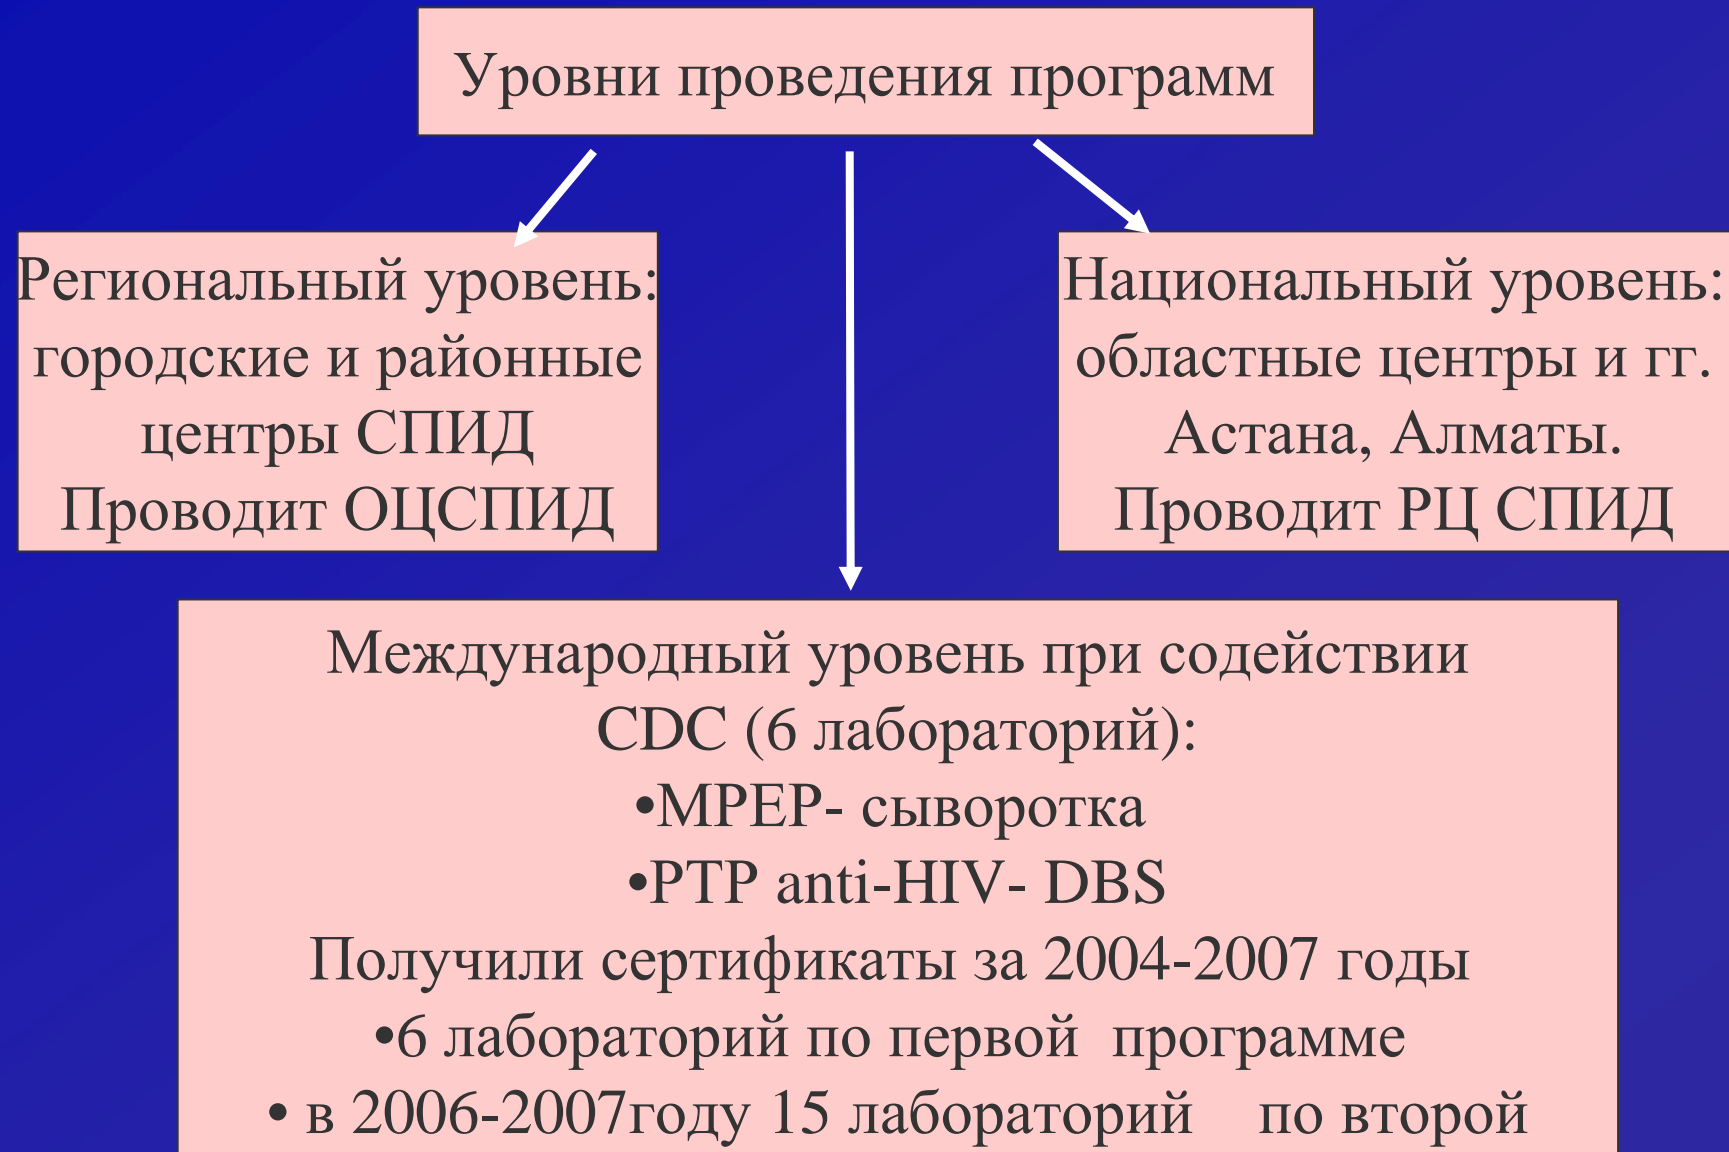 Уровни проведения программ
Региональный уровень:
городские и районные
центры СПИД
Проводит ОЦСПИД
Национальный уровень:
областные центры и гг.
Астана, Алматы.
Проводит РЦ СПИД
Международный уровень при содействии
CDC (6 лабораторий):
•MPEP- сыворотка
•PTP anti-HIV- DBS
Получили сертификаты за 2004-2007 годы
•6 лабораторий по первой программе
• в 2006-2007году 15 лабораторий по второй